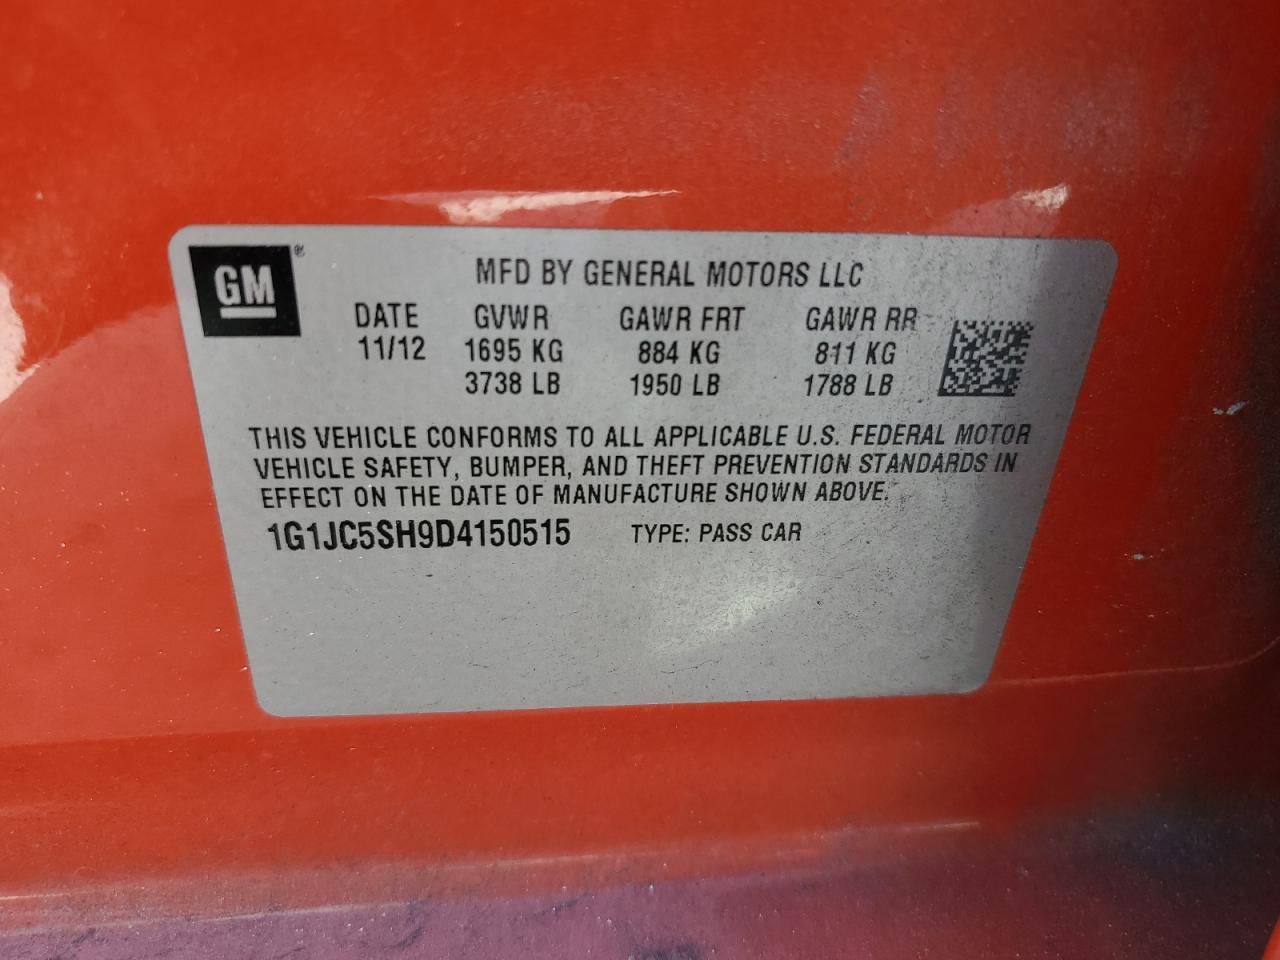 GM®
MFD BY GENERAL MOTORS LLC
DATE GVWR GAWR FRT GAWR RR
11/12 1695 KG 884 KG 811 KG
3738 LB 1950 LB 1788 LB
THIS VEHICLE CONFORMS TO ALL APPLICABLE U.S. FEDERAL MOTOR
VEHICLE SAFETY, BUMPER, AND THEFT PREVENTION STANDARDS IN
EFFECT ON THE DATE OF MANUFACTURE SHOWN ABOVE.
1G1JC5SH9D4150515 TYPE: PASS CAR